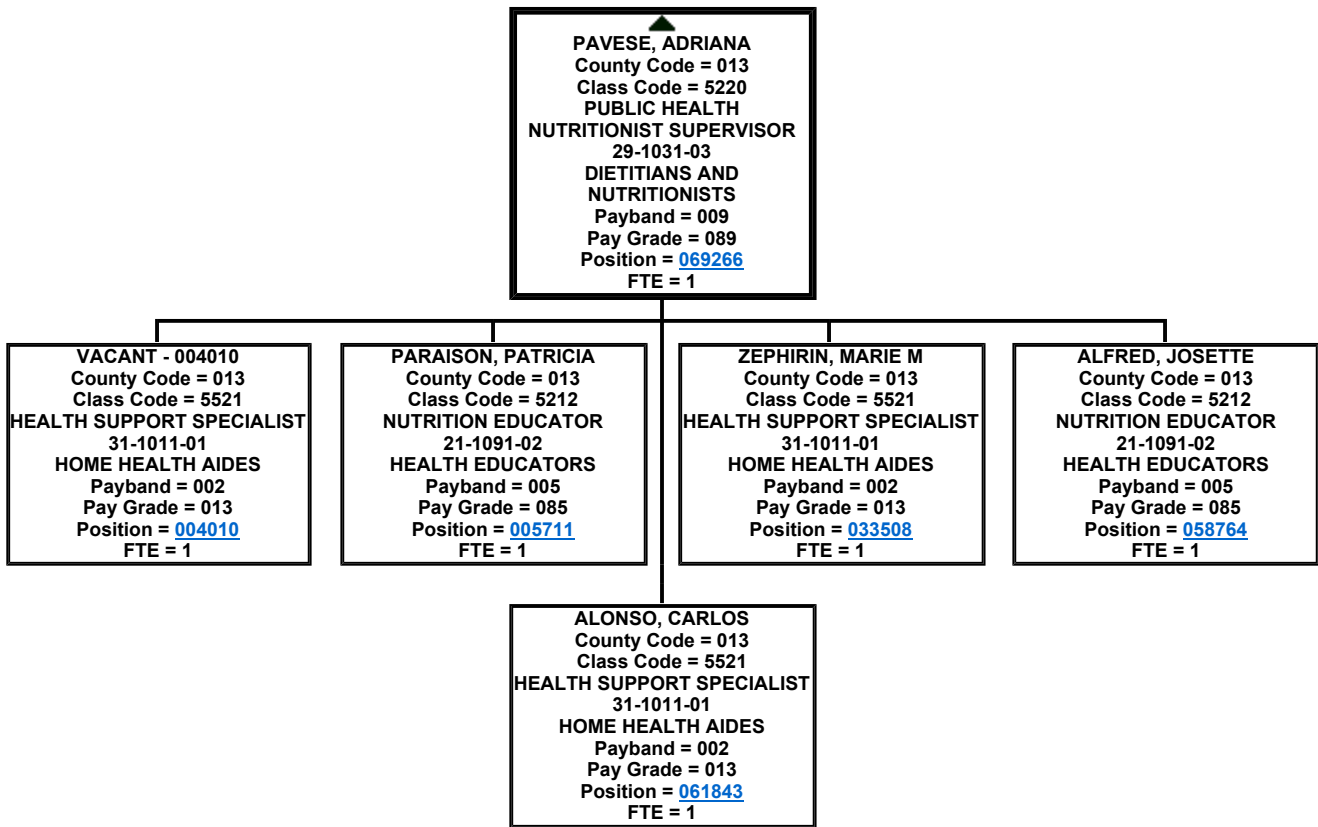 PAVESE, ADRIANA
County Code = 013
Class Code = 5220
PUBLIC HEALTH
NUTRITIONIST SUPERVISOR
29-1031-03
DIETITIANS AND
NUTRITIONISTS
Payband = 009
Pay Grade = 089
Position = 069266
FTE = 1
VACANT - 004010
County Code = 013
Class Code = 5521
HEALTH SUPPORT SPECIALIST
31-1011-01
HOME HEALTH AIDES
Payband = 002
Pay Grade = 013
Position = 004010
FTE = 1
PARAISON, PATRICIA
County Code = 013
Class Code = 5212
NUTRITION EDUCATOR
21-1091-02
HEALTH EDUCATORS
Payband = 005
Pay Grade = 085
Position = 005711
FTE = 1
ZEPHIRIN, MARIE M
County Code = 013
Class Code = 5521
HEALTH SUPPORT SPECIALIST
31-1011-01
HOME HEALTH AIDES
Payband = 002
Pay Grade = 013
Position = 033508
FTE = 1
ALFRED, JOSETTE
County Code = 013
Class Code = 5212
NUTRITION EDUCATOR
21-1091-02
HEALTH EDUCATORS
Payband = 005
Pay Grade = 085
Position = 058764
FTE = 1
ALONSO, CARLOS
County Code = 013
Class Code = 5521
HEALTH SUPPORT SPECIALIST
31-1011-01
HOME HEALTH AIDES
Payband = 002
Pay Grade = 013
Position = 061843
FTE = 1